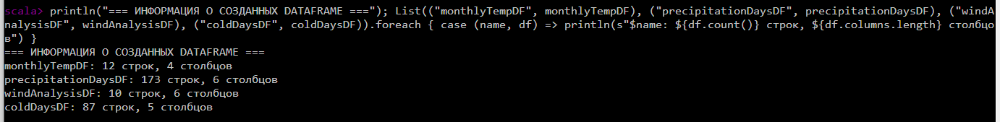 scala> println("=== ИНФОРМАЦИЯ О СОЗДАННЫХ DATAFRAME ==="); List(("monthlyTempDF", monthlyTempDF), ("precipitationDaysDF", precipitationDaysDF), ("windA
nalysisDF", windAnalysisDF), ("coldDaysDF", coldDaysDF)).foreach { case (name, df) => println(s"$name: ${df.count()} строк, ${df.columns.length} столбцо
в") }
=== ИНФОРМАЦИЯ О СОЗДАННЫХ DATAFRAME ===
monthlyTempDF: 12 строк, 4 столбцов
precipitationDaysDF: 173 строк, 6 столбцов
windAnalysisDF: 10 строк, 6 столбцов
coldDaysDF: 87 строк, 5 столбцов